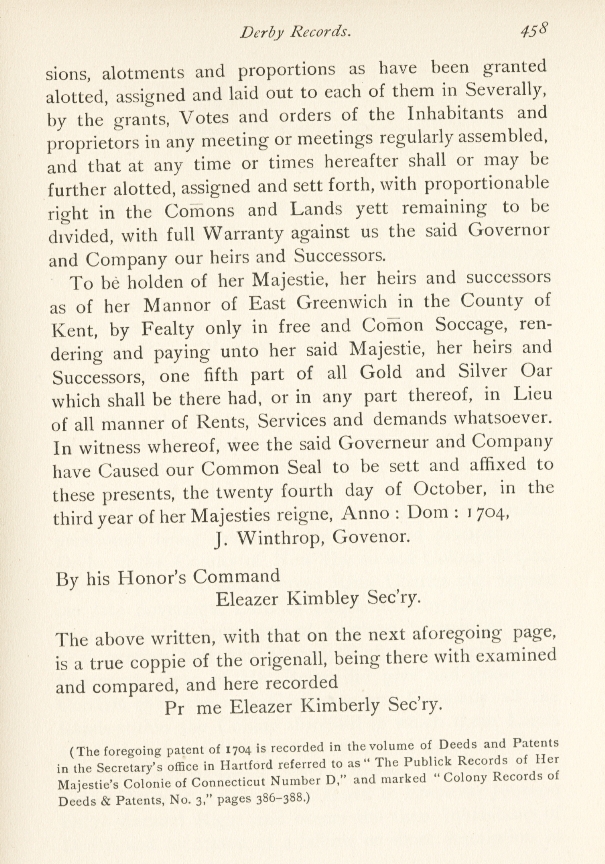 Derby Records. 458
sions, alotments and proportions as have been granted
alotted, assigned and laid out to each of them in Severally,
by the grants, Votes and orders of the Inhabitants and
proprietors in any meeting or meetings regularly assembled,
and that at any time or times hereafter shall or may be
further alotted, assigned and sett forth, with proportionable
right in the Com̅ons and Lands yett remaining to be
divided, with full Warranty against us the said Governor
and Company our heirs and Successors.
To be holden of her Majestie, her heirs and successors
as of her Mannor of East Greenwich in the County of
Kent, by Fealty only in free and Com̅on Soccage, ren-
dering and paying unto her said Majestie, her heirs and
Successors, one fifth part of all Gold and Silver Oar
which shall be there had, or in any part thereof, in Lieu
of all manner of Rents, Services and demands whatsoever.
In witness whereof, wee the said Governeur and Company
have Caused our Common Seal to be sett and affixed to
these presents, the twenty fourth day of October, in the
third year of her Majesties reigne, Anno : Dom : 1704,
J. Winthrop, Govenor.
By his Honor's Command
Eleazer Kimbley Sec'ry.
The above written, with that on the next aforegoing page,
is a true coppie of the origenall, being there with examined
and compared, and here recorded
Pr me Eleazer Kimberly Sec'ry.
(The foregoing patent of 1704 is recorded in the volume of Deeds and Patents
in the Secretary's office in Hartford referred to as " The Publick Records of Her
Majestie's Colonie of Connecticut Number D," and marked "Colony Records of
Deeds & Patents, No. 3," pages 386–388.)